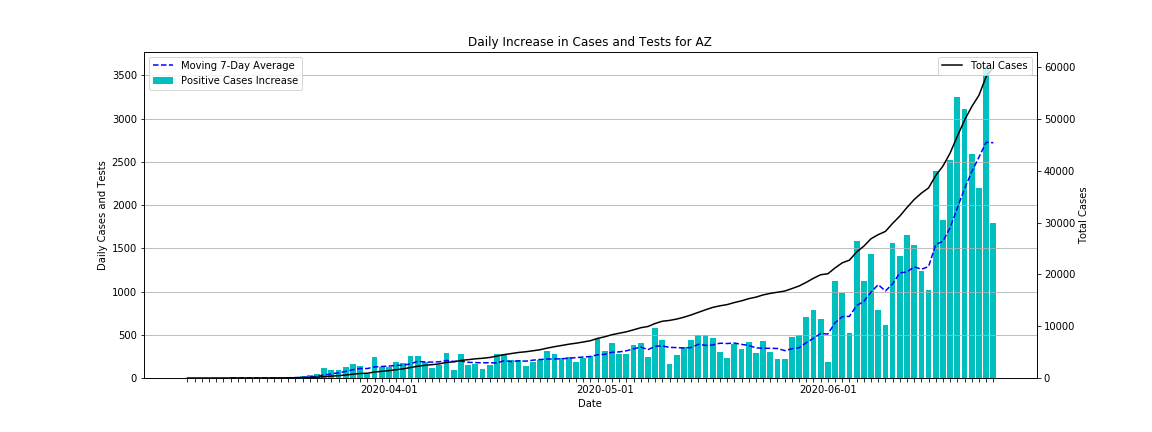 Daily Increase in Cases and Tests for AZ
Moving 7-Day Average
Positive Cases Increase
Total Cases
3500
3000
2500
2000
1500
1000
500
0
Daily Cases and Tests
60000
50000
40000
30000
20000
10000
0
Total Cases
2020-04-01
2020-05-01
2020-06-01
Date